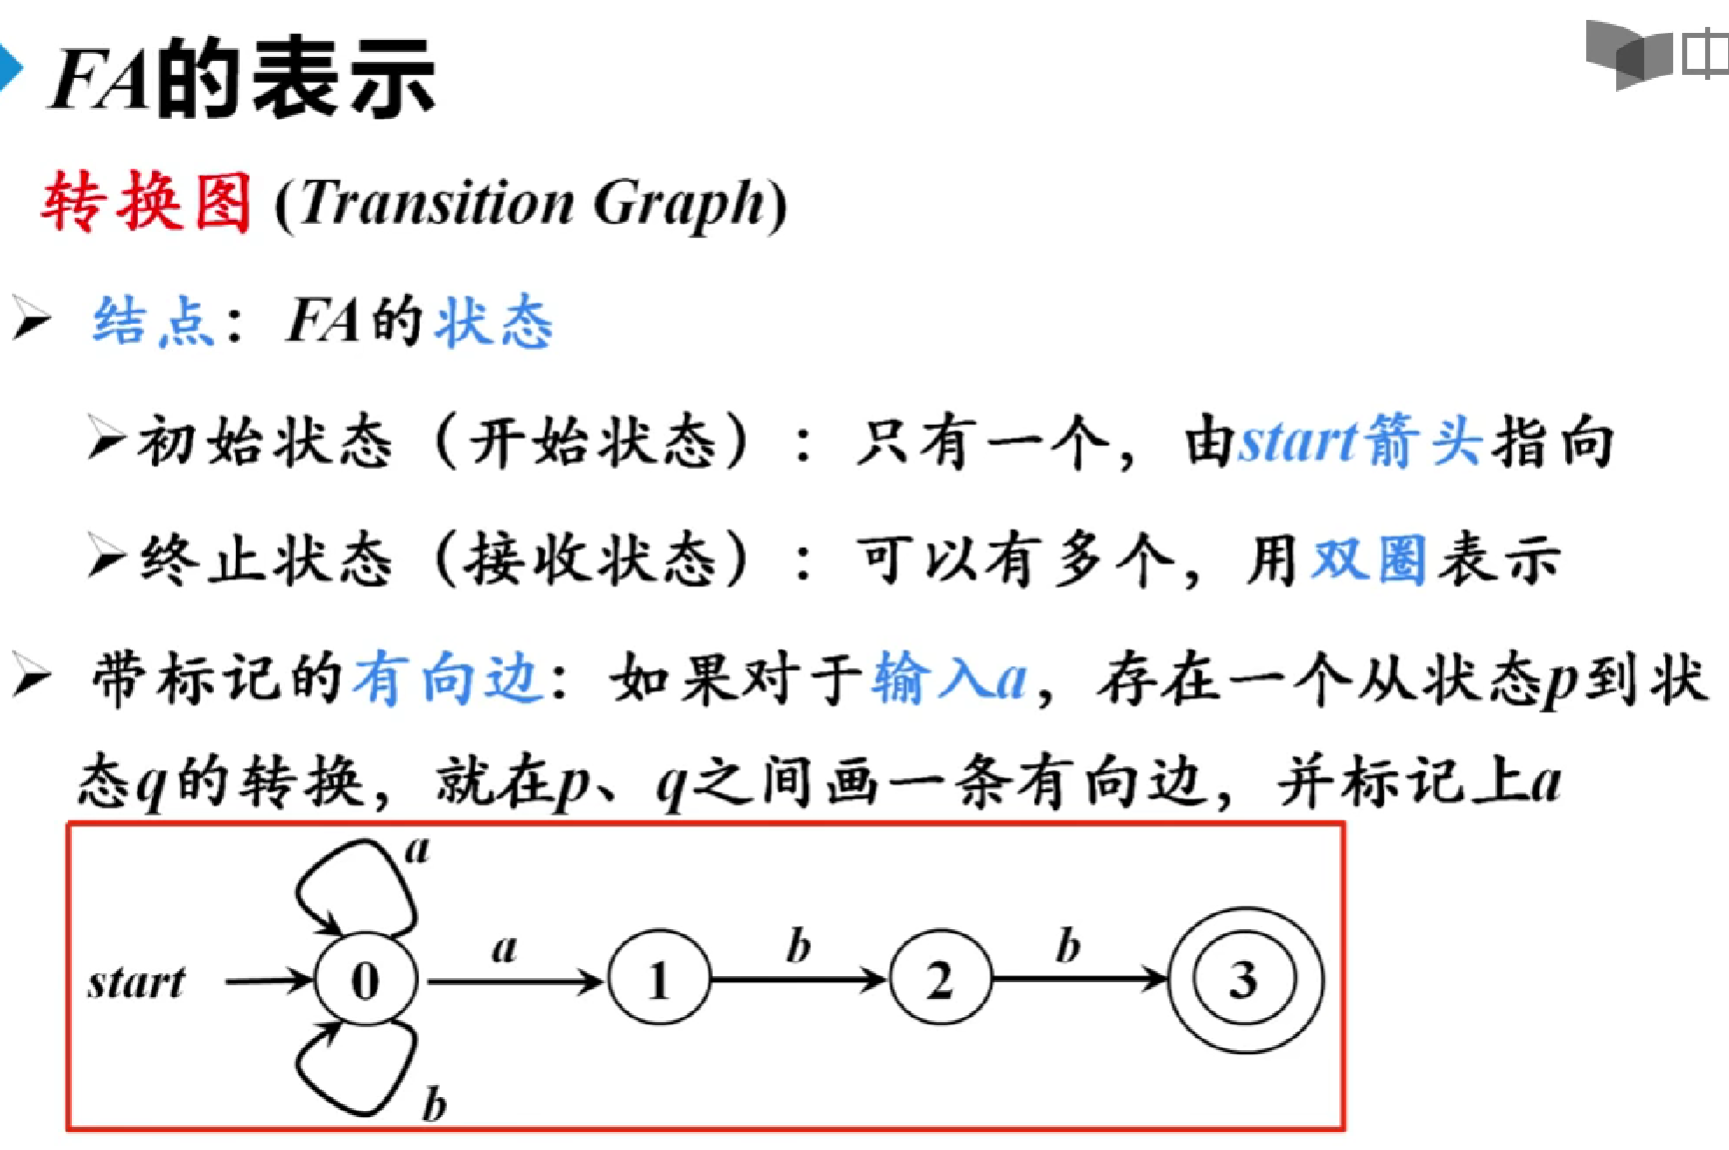 FA的表示
中
转换图 (Transition Graph)
结点：FA的状态
初始状态（开始状态）：只有一个，由start箭头指向
终止状态（接收状态）：可以有多个，用双圈表示
带标记的有向边：如果对于输入a，存在一个从状态p到状
态q的转换，就在p、q之间画一条有向边，并标记上a
a
start 0 a 1 b 2 b 3
b